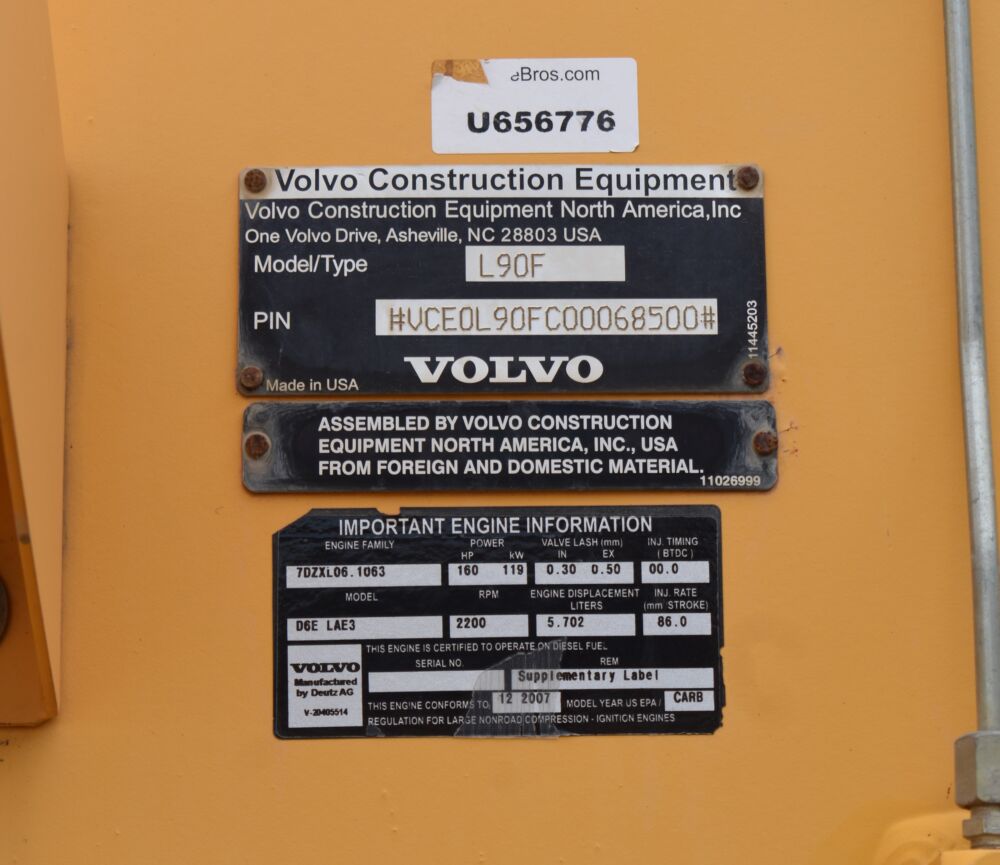 eBros.com
U656776
Volvo Construction Equipment
Volvo Construction Equipment North America,Inc
One Volvo Drive, Asheville, NC 28803 USA
Model/Type L90F
PIN #VCE0L90FC00068500#
11445203
VOLVO
Made in USA
ASSEMBLED BY VOLVO CONSTRUCTION
EQUIPMENT NORTH AMERICA, INC., USA
FROM FOREIGN AND DOMESTIC MATERIAL.
11026999
IMPORTANT ENGINE INFORMATION
ENGINE FAMILY POWER VALVE LASH (mm) INJ. TIMING
HP kW IN EX (BTDC)
7DZXL06.1063 160 119 0.30 0.50 00.0
MODEL RPM ENGINE DISPLACEMENT INJ. RATE
LITERS (mm STROKE)
D6E LAE3 2200 5.702 86.0
THIS ENGINE IS CERTIFIED TO OPERATE ON DIESEL FUEL
SERIAL NO. REM
Supplementary Label
VOLVO
Manufactured
by Deutz AG
V-20405514
THIS ENGINE CONFORMS TO 12 2007 MODEL YEAR US EPA / CARB
REGULATION FOR LARGE NONROAD COMPRESSION - IGNITION ENGINES